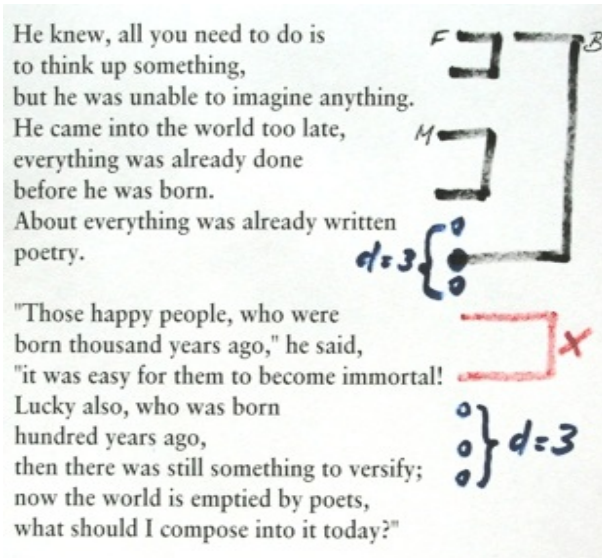 He knew, all you need to do is F B
to think up something,
but he was unable to imagine anything.
He came into the world too late, M
everything was already done
before he was born.
About everything was already written
poetry. d=3
"Those happy people, who were
born thousand years ago," he said, X
"it was easy for them to become immortal!
Lucky also, who was born
hundred years ago, d=3
then there was still something to versify;
now the world is emptied by poets,
what should I compose into it today?"